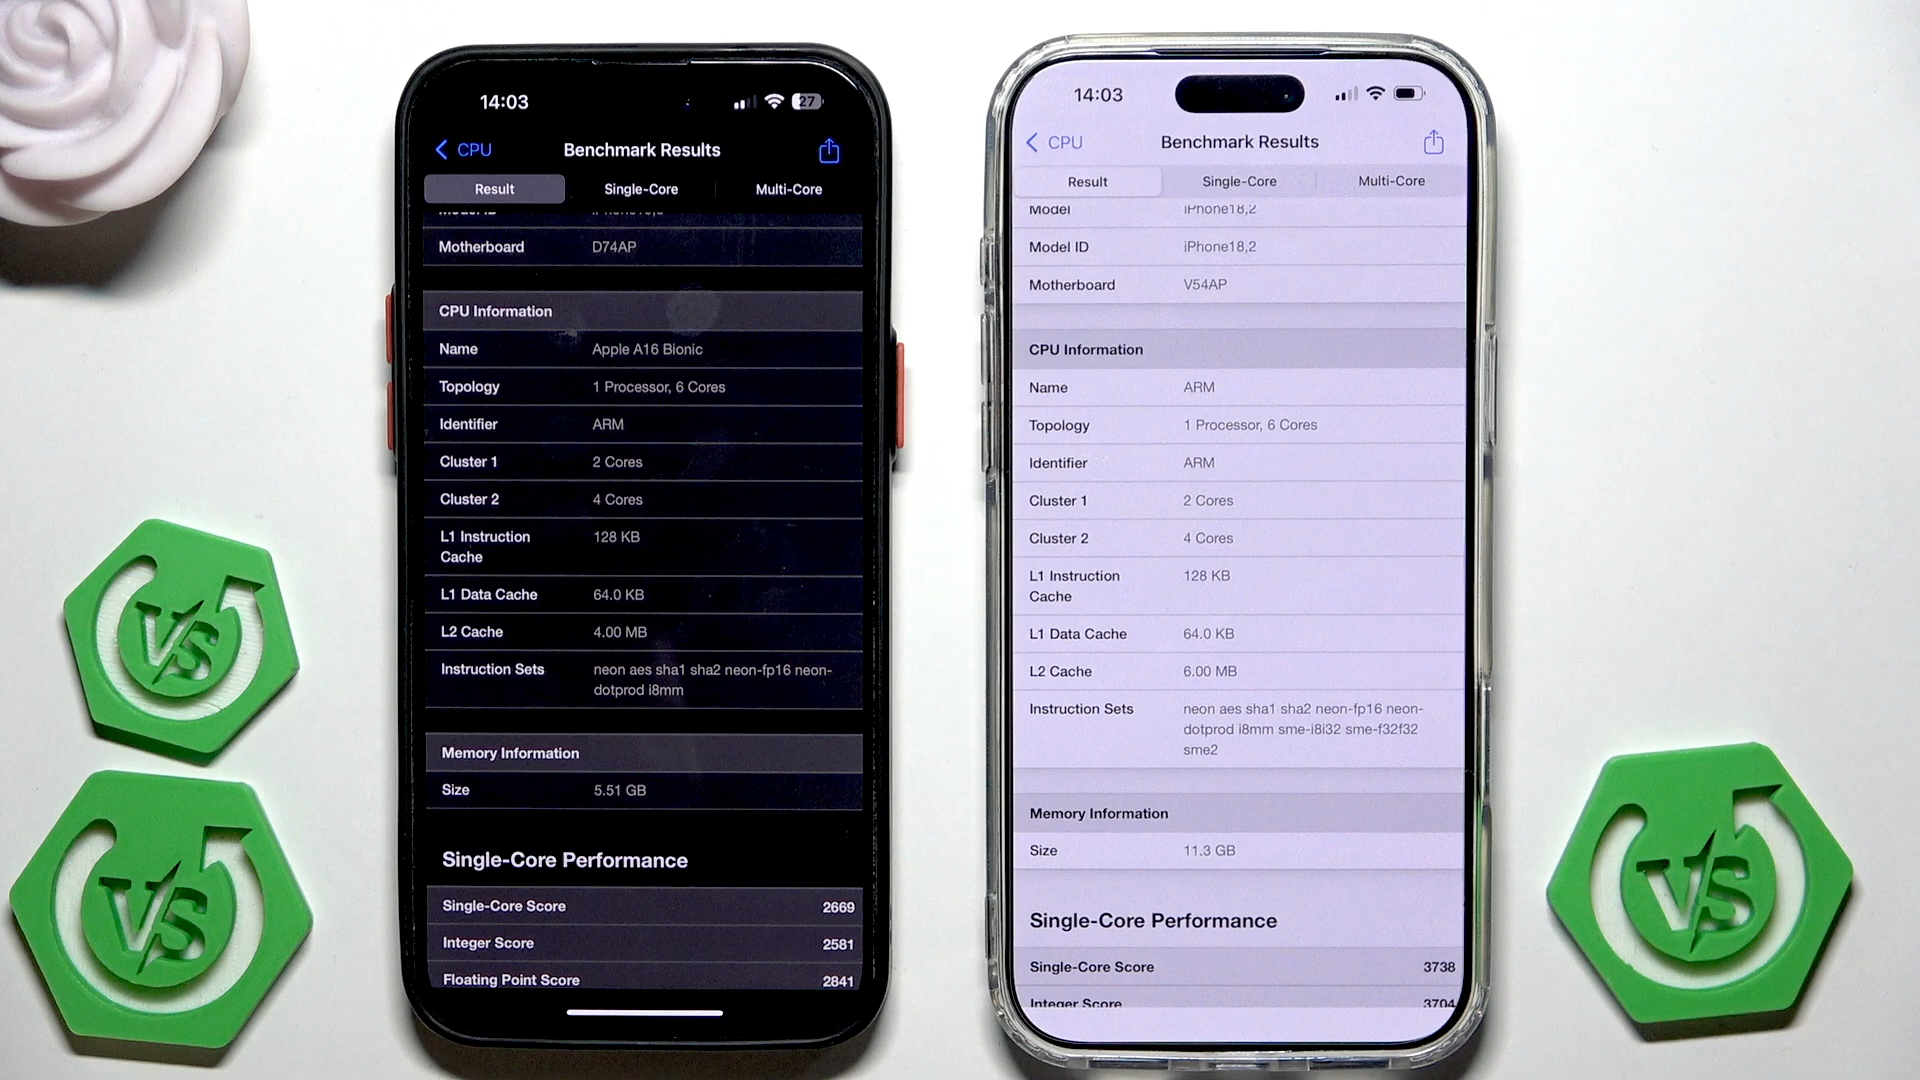 14:03
27
CPU
Benchmark Results
Result
Single-Core
Multi-Core
Motherboard
D74AP
CPU Information
Name
Apple A16 Bionic
Topology
1 Processor, 6 Cores
Identifier
ARM
Cluster 1
2 Cores
Cluster 2
4 Cores
L1 Instruction
Cache
128 KB
L1 Data Cache
64.0 KB
L2 Cache
4.00 MB
Instruction Sets
neon aes sha1 sha2 neon-fp16 neon-
dotprod i8mm
Memory Information
Size
5.51 GB
Single-Core Performance
Single-Core Score
2669
Integer Score
2581
Floating Point Score
2841
14:03
CPU
Benchmark Results
Result
Single-Core
Multi-Core
Model
iPhone18,2
Model ID
iPhone18,2
Motherboard
V54AP
CPU Information
Name
ARM
Topology
1 Processor, 6 Cores
Identifier
ARM
Cluster 1
2 Cores
Cluster 2
4 Cores
L1 Instruction
Cache
128 KB
L1 Data Cache
64.0 KB
L2 Cache
6.00 MB
Instruction Sets
neon aes sha1 sha2 neon-fp16 neon-
dotprod i8mm sme-i8i32 sme-f32f32
sme2
Memory Information
Size
11.3 GB
Single-Core Performance
Single-Core Score
3738
Integer Score
3704
VS
VS
VS